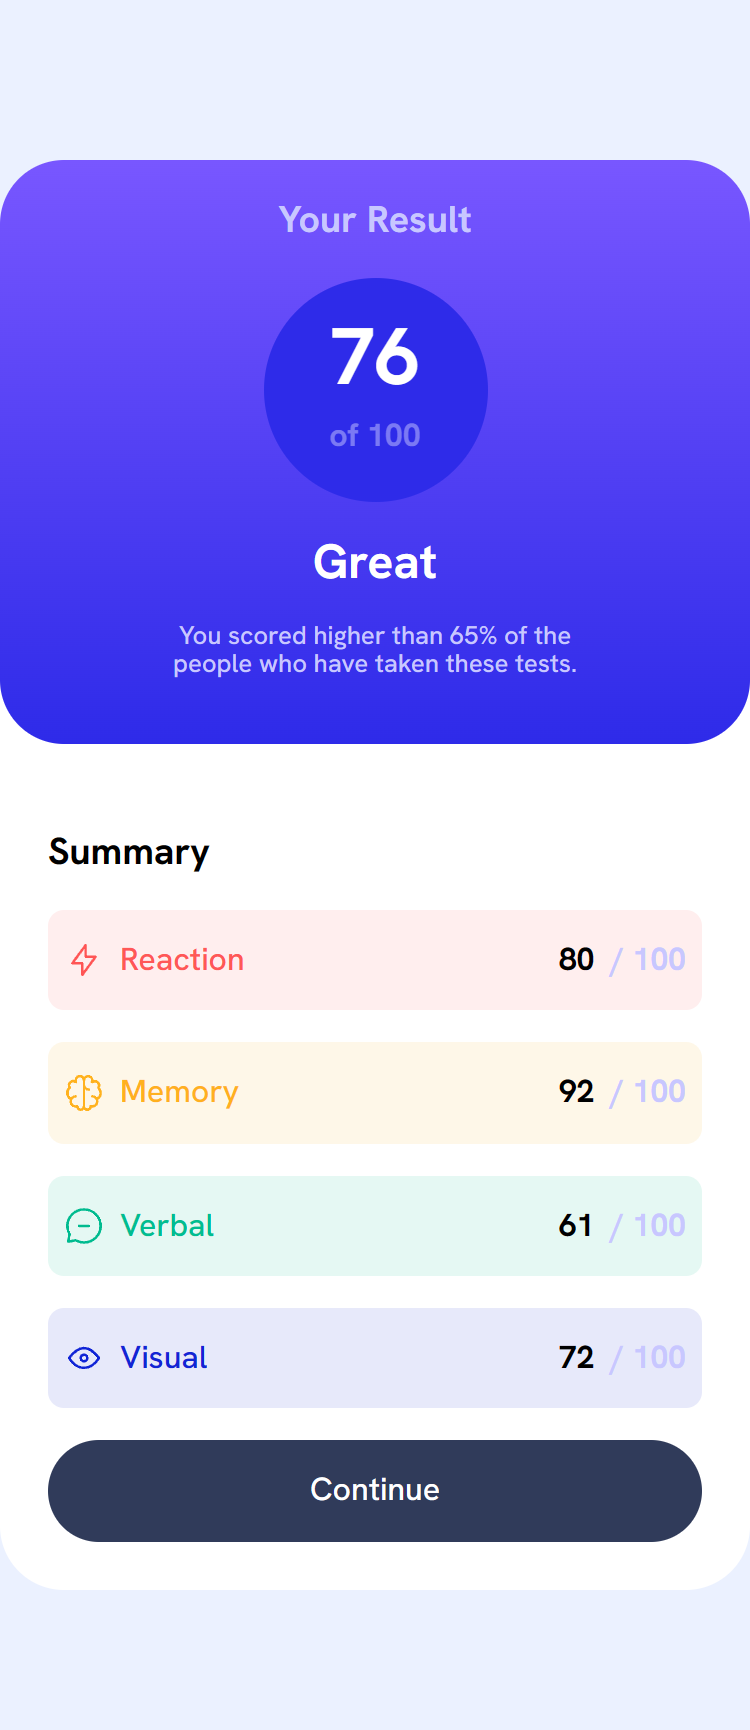 Your Result
76
of 100
Great
You scored higher than 65% of the
people who have taken these tests.
Summary
Reaction 80 / 100
Memory 92 / 100
Verbal 61 / 100
Visual 72 / 100
Continue